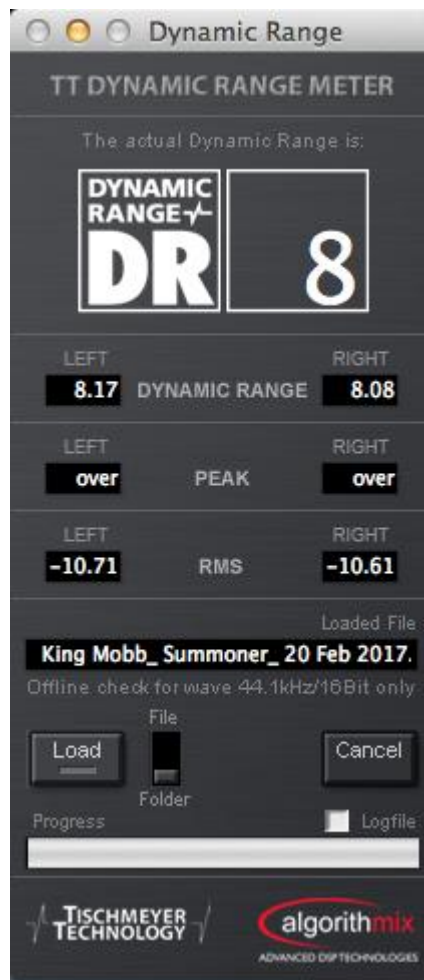 Dynamic Range
TT DYNAMIC RANGE METER
The actual Dynamic Range is:
DYNAMIC
RANGE
DR
8
LEFT RIGHT
8.17 DYNAMIC RANGE 8.08
LEFT RIGHT
over PEAK over
LEFT RIGHT
-10.71 RMS -10.61
Loaded File
King Mobb_ Summoner_ 20 Feb 2017.
Offline check for wave 44.1kHz/16Bit only
File
Load Cancel
Folder
Progress Logfile
TISCHMEYER
TECHNOLOGY
algorithmix
ADVANCED DSP TECHNOLOGIES